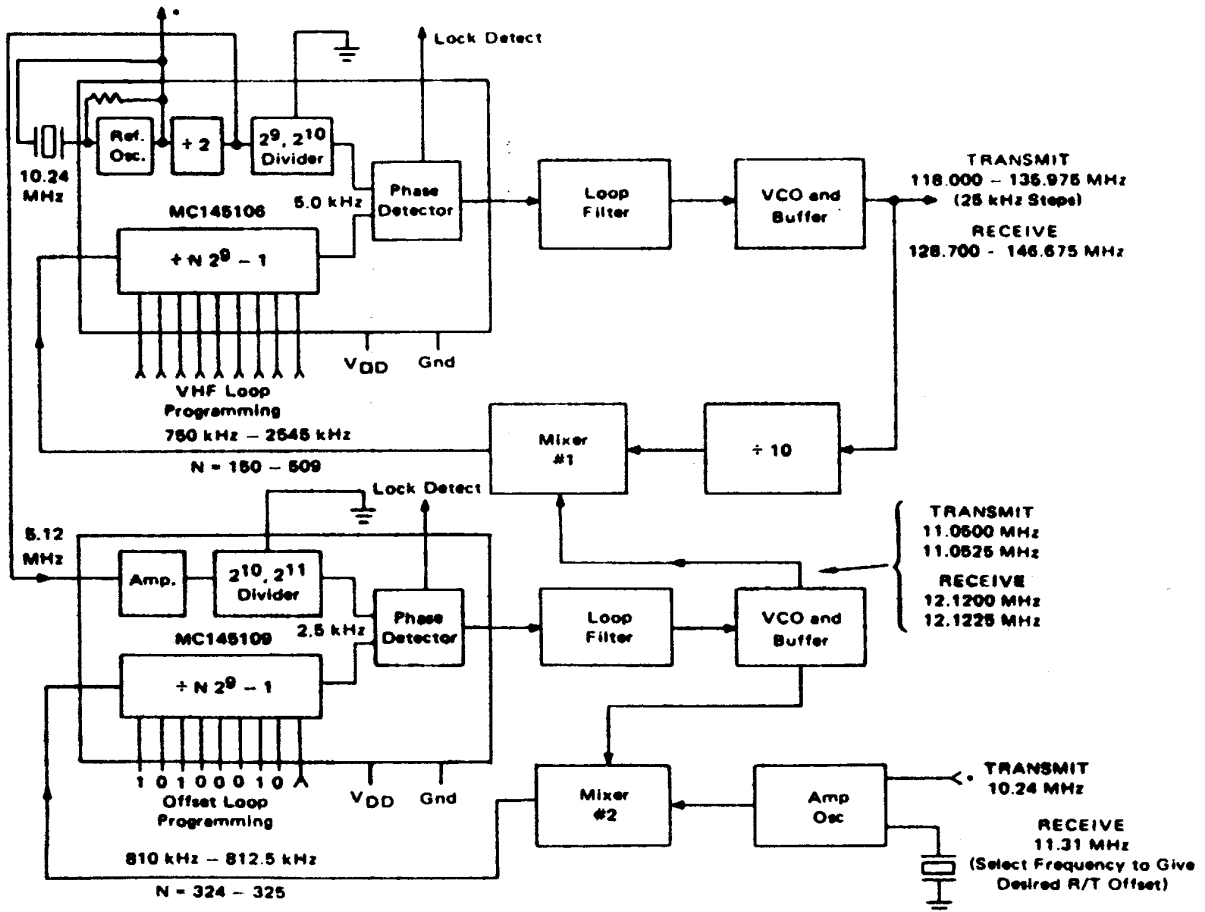 Lock Detect
Ref.
Osc.
÷ 2
2⁹, 2¹⁰
Divider
10.24
MHz
MC145106
5.0 kHz
Phase
Detector
÷ N 2⁹ – 1
Loop
Filter
VCO and
Buffer
TRANSMIT
118.000 – 135.975 MHz
(25 kHz Steps)
RECEIVE
128.700 - 146.675 MHz
VDD
Gnd
VHF Loop
Programming
750 kHz – 2545 kHz
N = 150 – 509
Mixer
#1
÷ 10
Lock Detect
5.12
MHz
Amp.
2¹⁰, 2¹¹
Divider
MC145109
2.5 kHz
Phase
Detector
÷ N 2⁹ – 1
Loop
Filter
VCO and
Buffer
TRANSMIT
11.0500 MHz
11.0525 MHz
RECEIVE
12.1200 MHz
12.1225 MHz
1 0 1 0 0 0 1 0
Offset Loop
Programming
VDD
Gnd
810 kHz – 812.5 kHz
N = 324 – 325
Mixer
#2
Amp
Osc
TRANSMIT
10.24 MHz
RECEIVE
11.31 MHz
(Select Frequency to Give
Desired R/T Offset)